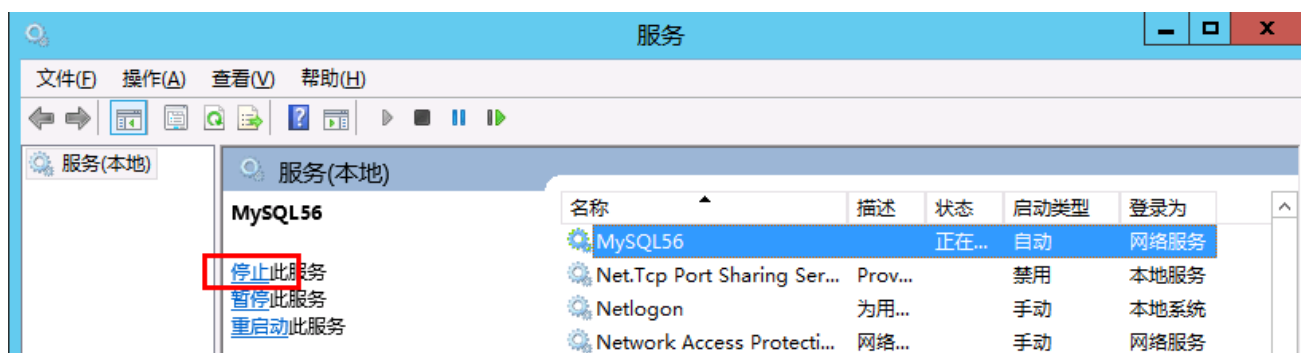 服务
文件(F) 操作(A) 查看(V) 帮助(H)
服务(本地)
服务(本地)
MySQL56
停止此服务
暂停此服务
重启动此服务
名称 描述 状态 启动类型 登录为
MySQL56 正在... 自动 网络服务
Net.Tcp Port Sharing Ser... Prov... 禁用 本地服务
Netlogon 为用... 手动 本地系统
Network Access Protecti... 网络... 手动 网络服务